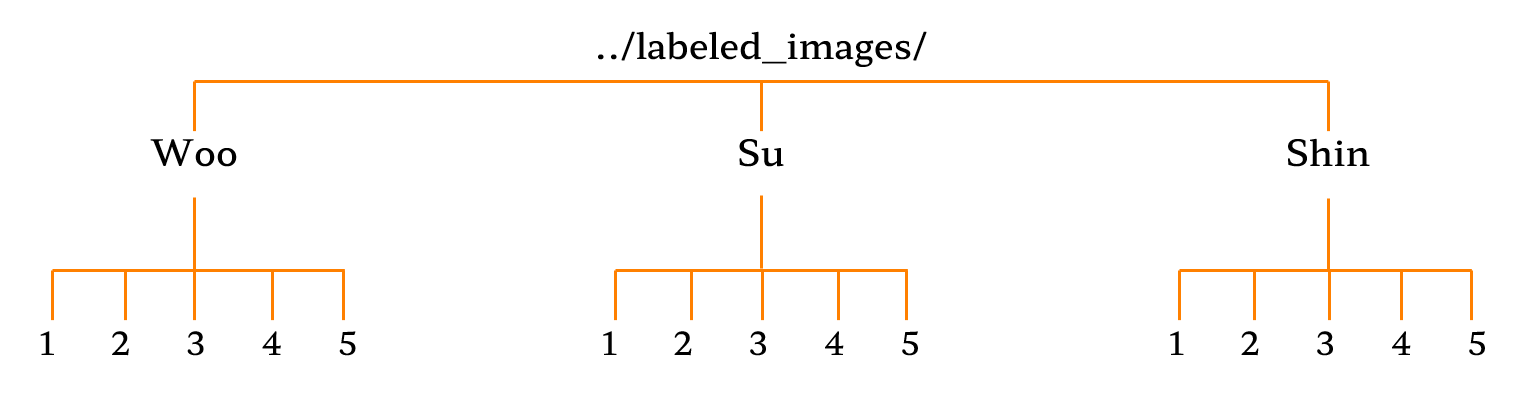 ../labeled_images/
Woo Su Shin
1 2 3 4 5 1 2 3 4 5 1 2 3 4 5